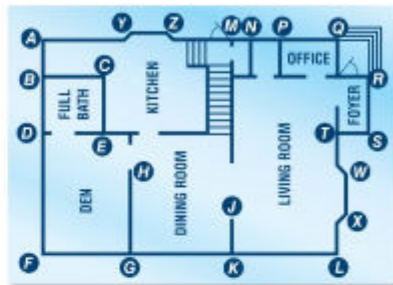 A
Y
Z
M
N
P
Q
B
C
KITCHEN
OFFICE
R
FULL
BATH
FOYER
D
E
T
S
H
DINING ROOM
LIVING ROOM
W
DEN
J
X
F
G
K
L